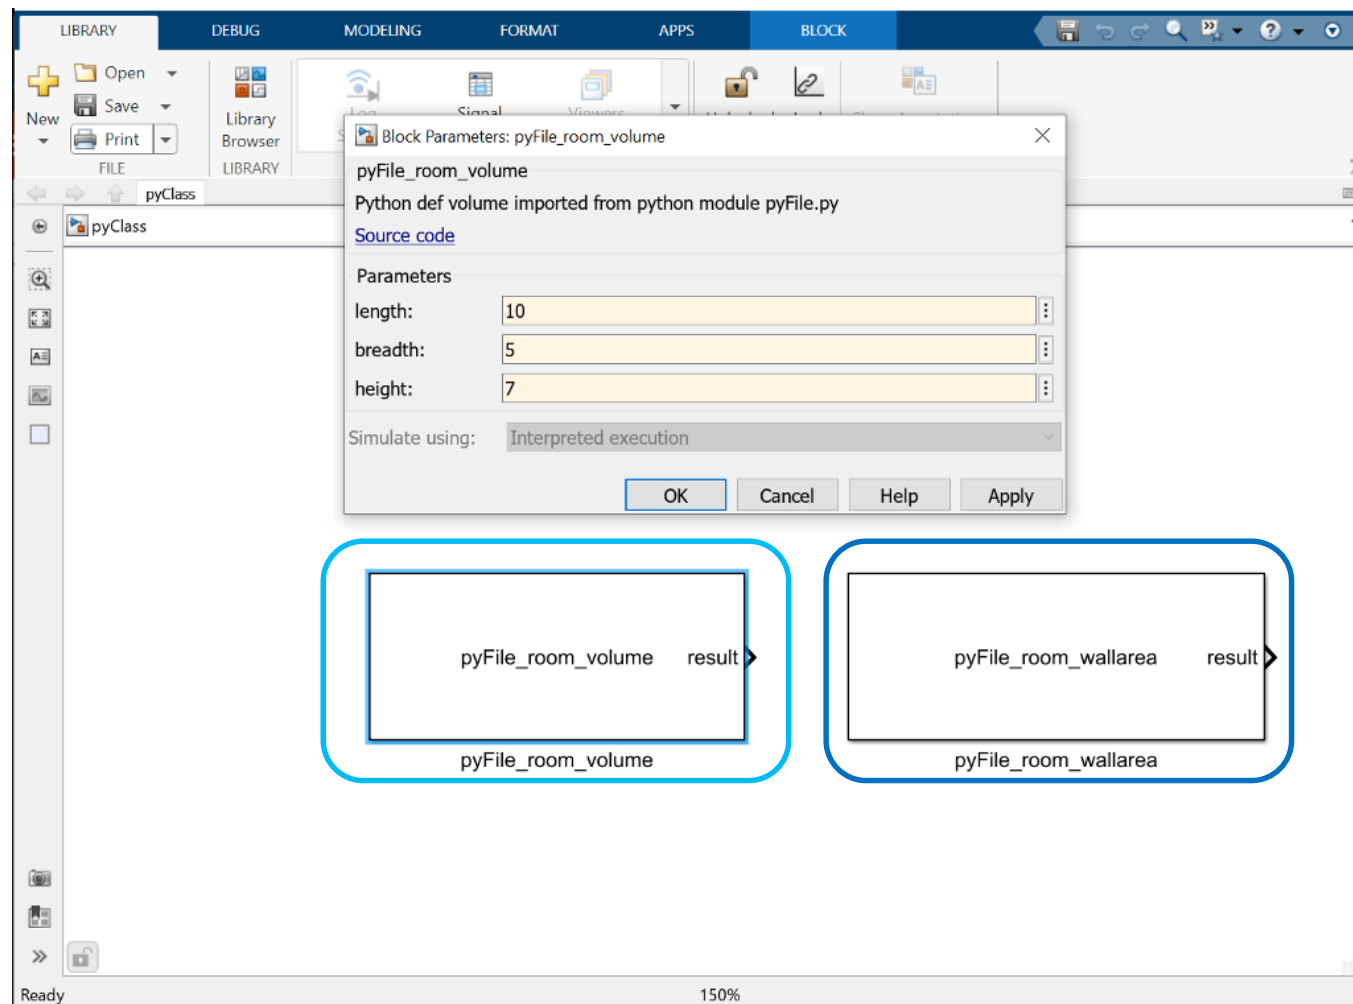 LIBRARY DEBUG MODELING FORMAT APPS BLOCK
Open
Save
New
Print
FILE
Library
Browser
LIBRARY
Signal
Viewers
Block Parameters: pyFile_room_volume
pyFile_room_volume
Python def volume imported from python module pyFile.py
Source code
Parameters
length: 10
breadth: 5
height: 7
Simulate using: Interpreted execution
OK Cancel Help Apply
pyClass
pyClass
pyFile_room_volume result
pyFile_room_volume
pyFile_room_wallarea result
pyFile_room_wallarea
Ready
150%